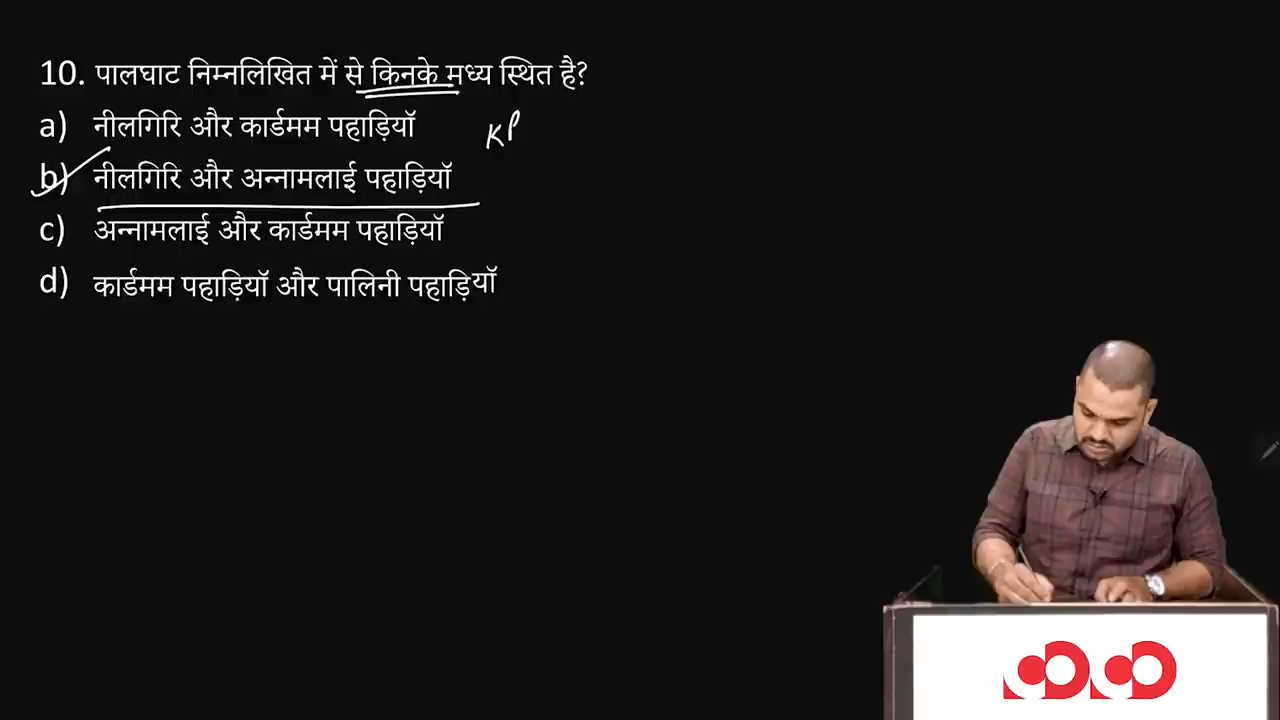 10. पालघाट निम्नलिखित में से किनके मध्य स्थित है?
a) नीलगिरि और कार्डमम पहाड़ियॉ
KP
b) नीलगिरि और अन्नामलाई पहाड़ियॉ
c) अन्नामलाई और कार्डमम पहाड़ियॉ
d) कार्डमम पहाड़ियॉ और पालिनी पहाड़ियॉ